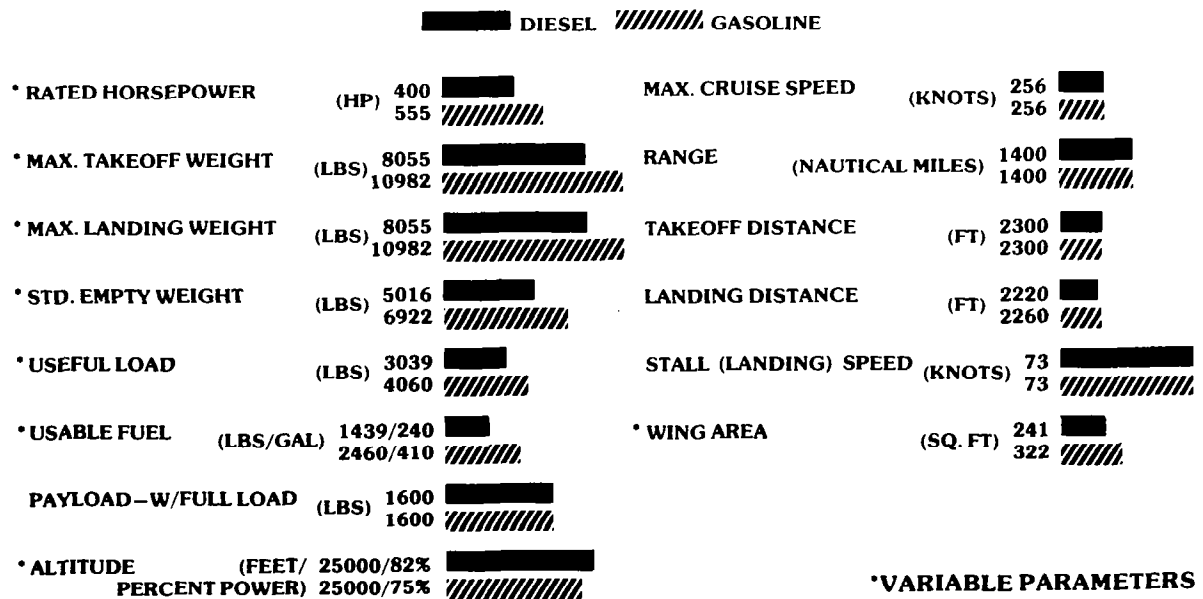 DIESEL GASOLINE
* RATED HORSEPOWER (HP) 400
555
* MAX. TAKEOFF WEIGHT (LBS) 8055
10982
* MAX. LANDING WEIGHT (LBS) 8055
10982
* STD. EMPTY WEIGHT (LBS) 5016
6922
* USEFUL LOAD (LBS) 3039
4060
* USABLE FUEL (LBS/GAL) 1439/240
2460/410
PAYLOAD–W/FULL LOAD (LBS) 1600
1600
* ALTITUDE (FEET/ 25000/82%
PERCENT POWER) 25000/75%
MAX. CRUISE SPEED (KNOTS) 256
256
RANGE (NAUTICAL MILES) 1400
1400
TAKEOFF DISTANCE (FT) 2300
2300
LANDING DISTANCE (FT) 2220
2260
STALL (LANDING) SPEED (KNOTS) 73
73
* WING AREA (SQ. FT) 241
322
*VARIABLE PARAMETERS